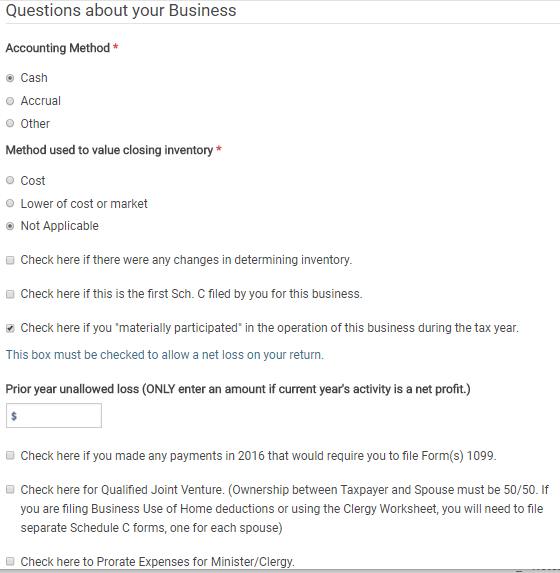 Questions about your Business
Accounting Method *
Cash
Accrual
Other
Method used to value closing inventory *
Cost
Lower of cost or market
Not Applicable
Check here if there were any changes in determining inventory.
Check here if this is the first Sch. C filed by you for this business.
Check here if you "materially participated" in the operation of this business during the tax year.
This box must be checked to allow a net loss on your return.
Prior year unallowed loss (ONLY enter an amount if current year's activity is a net profit.)
$
Check here if you made any payments in 2016 that would require you to file Form(s) 1099.
Check here for Qualified Joint Venture. (Ownership between Taxpayer and Spouse must be 50/50. If
you are filing Business Use of Home deductions or using the Clergy Worksheet, you will need to file
separate Schedule C forms, one for each spouse)
Check here to Prorate Expenses for Minister/Clergy.